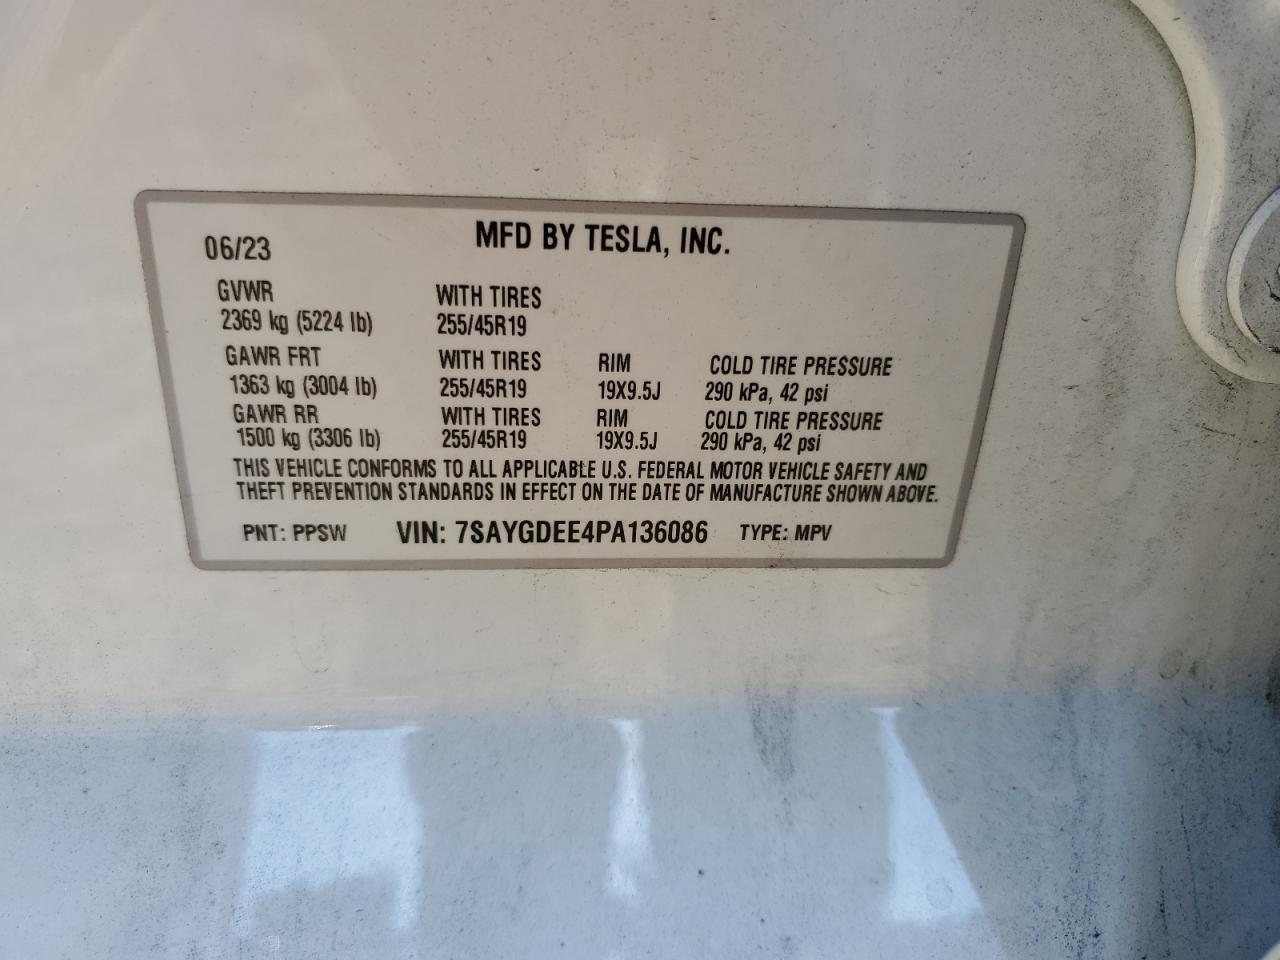 MFD BY TESLA, INC.
06/23
GVWR WITH TIRES
2369 kg (5224 lb) 255/45R19
GAWR FRT WITH TIRES RIM COLD TIRE PRESSURE
1363 kg (3004 lb) 255/45R19 19X9.5J 290 kPa, 42 psi
GAWR RR WITH TIRES RIM COLD TIRE PRESSURE
1500 kg (3306 lb) 255/45R19 19X9.5J 290 kPa, 42 psi
THIS VEHICLE CONFORMS TO ALL APPLICABLE U.S. FEDERAL MOTOR VEHICLE SAFETY AND
THEFT PREVENTION STANDARDS IN EFFECT ON THE DATE OF MANUFACTURE SHOWN ABOVE.
PNT: PPSW VIN: 7SAYGDEE4PA136086 TYPE: MPV